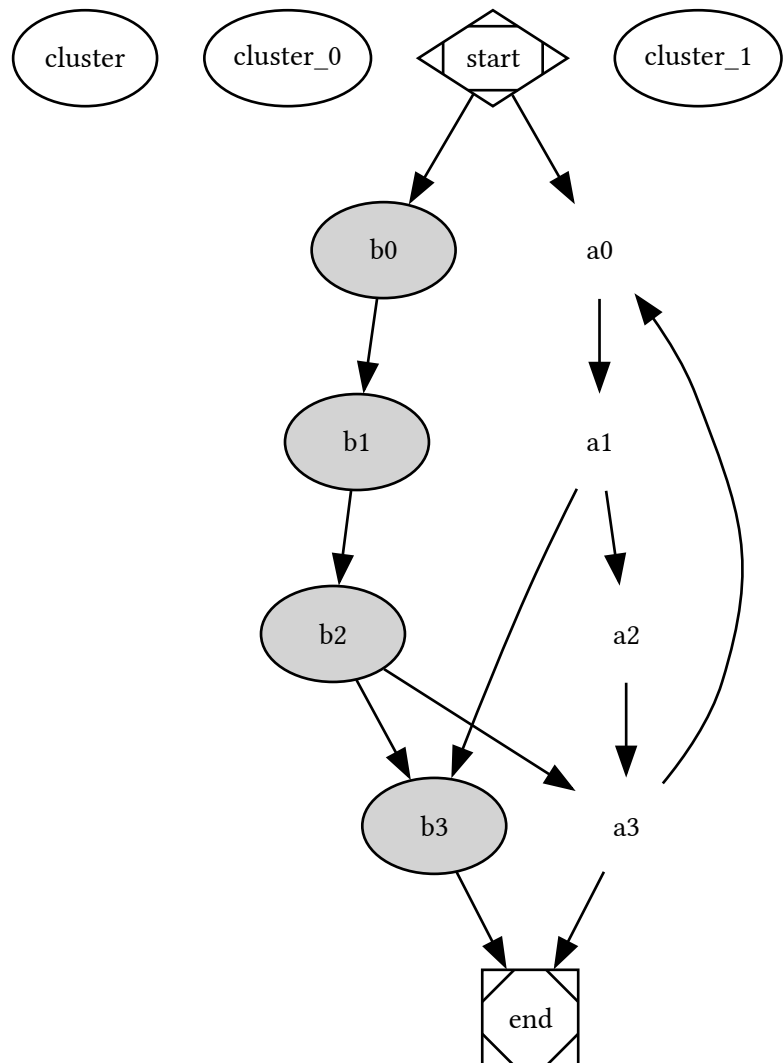 cluster
cluster_0
start
cluster_1
b0
a0
b1
a1
b2
a2
b3
a3
end